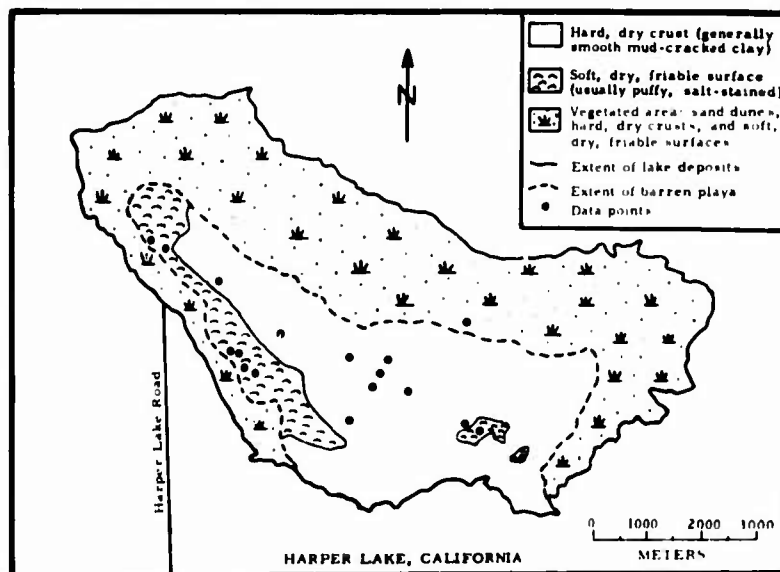 Hard, dry crust (generally
smooth mud-cracked clay)
Soft, dry, friable surface
(usually puffy, salt-stained)
Vegetated area: sand dunes,
hard, dry crusts, and soft,
dry, friable surfaces
Extent of lake deposits
Extent of barren playa
Data points
N
Harper Lake Road
0 1000 2000 3000
METERS
HARPER LAKE, CALIFORNIA